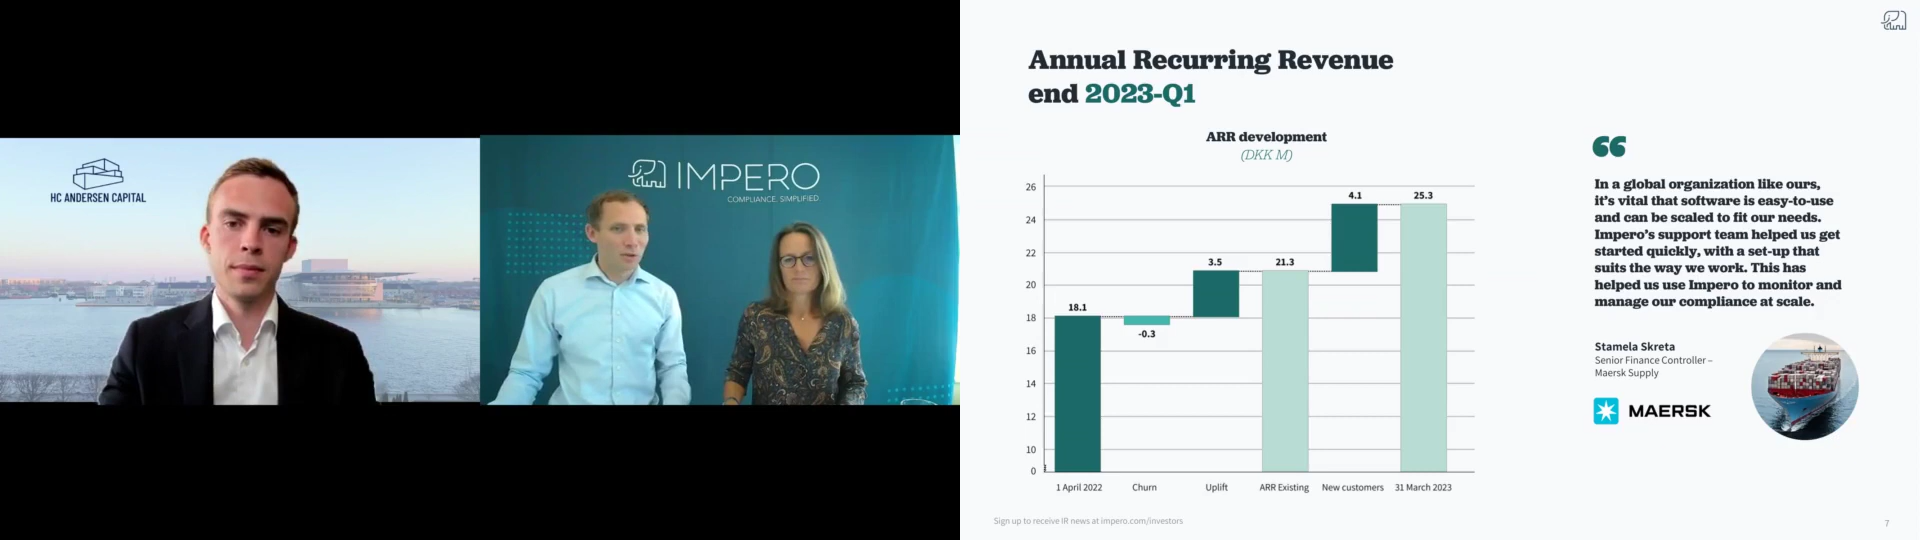 HC ANDERSEN CAPITAL
IMPERO
COMPLIANCE. SIMPLIFIED
Annual Recurring Revenue
end 2023-Q1
ARR development
(DKK M)
26
24
22
20
18
16
14
12
10
0
18.1
-0.3
3.5
21.3
4.1
25.3
1 April 2022
Churn
Uplift
ARR Existing
New customers
31 March 2023
“
In a global organization like ours,
it’s vital that software is easy-to-use
and can be scaled to fit our needs.
Impero’s support team helped us get
started quickly, with a set-up that
suits the way we work. This has
helped us use Impero to monitor and
manage our compliance at scale.
Stamela Skreta
Senior Finance Controller –
Maersk Supply
MAERSK
Sign up to receive IR news at impero.com/investors
7